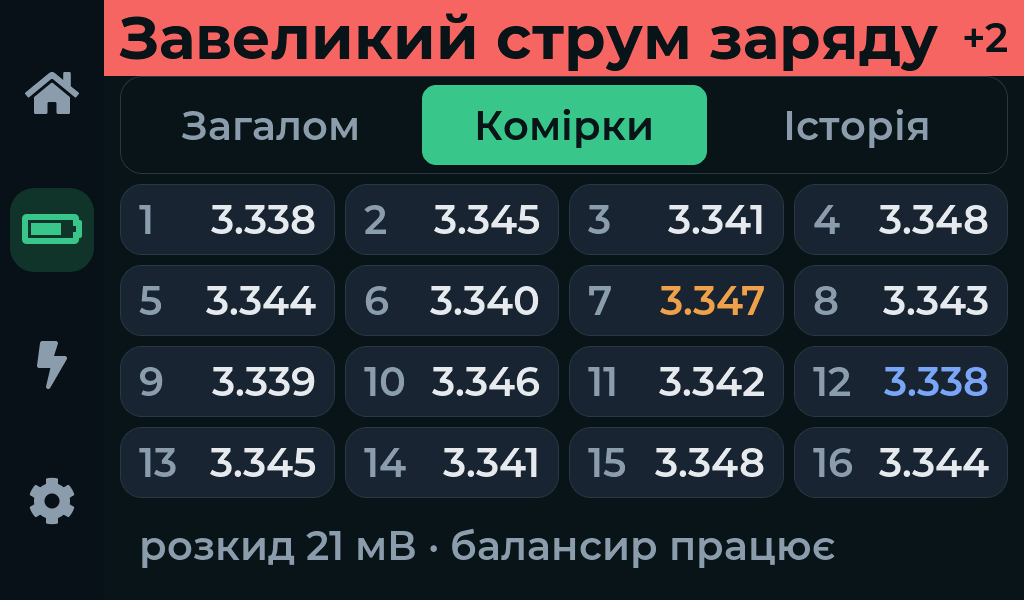 Завеликий струм заряду +2
Загалом Комірки Історія
1 3.338 2 3.345 3 3.341 4 3.348
5 3.344 6 3.340 7 3.347 8 3.343
9 3.339 10 3.346 11 3.342 12 3.338
13 3.345 14 3.341 15 3.348 16 3.344
розкид 21 мВ · балансир працює